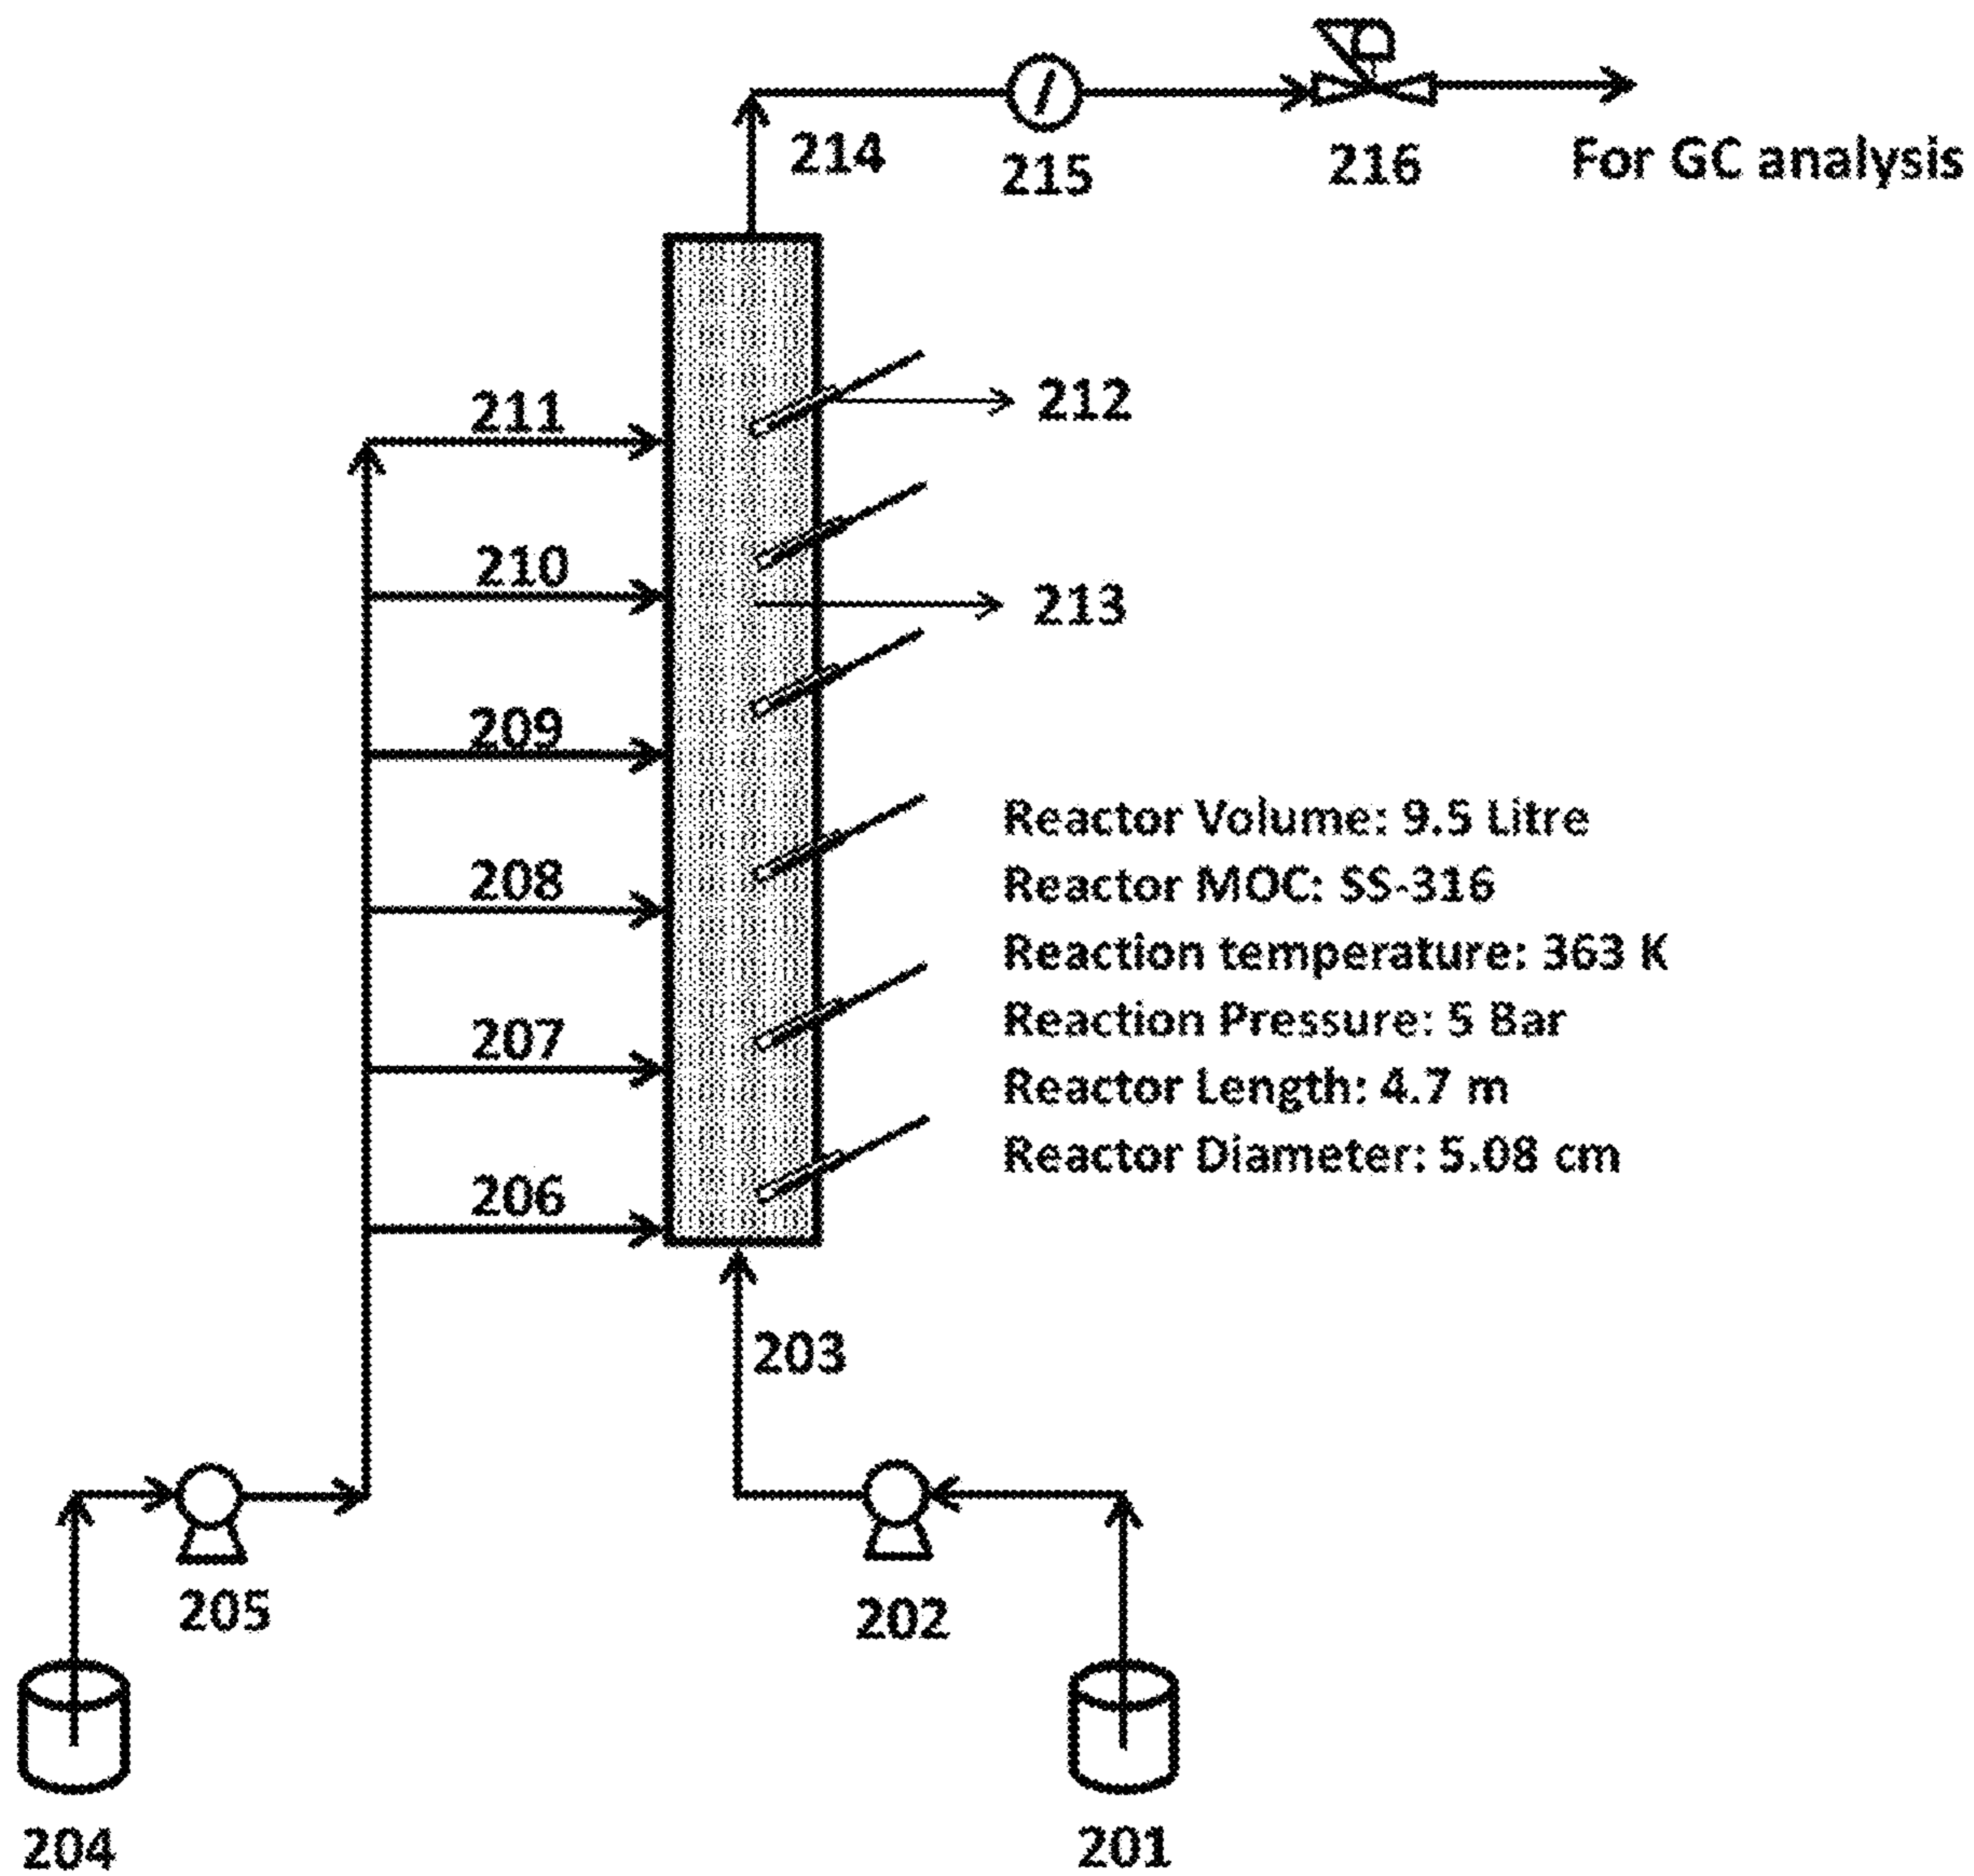 214
215
216
For GC analysis
211
212
210
213
209
208
207
206
Reactor Volume: 9.5 Litre
Reactor MOC: SS-316
Reaction temperature: 363 K
Reaction Pressure: 5 Bar
Reactor Length: 4.7 m
Reactor Diameter: 5.08 cm
203
205
202
204
201